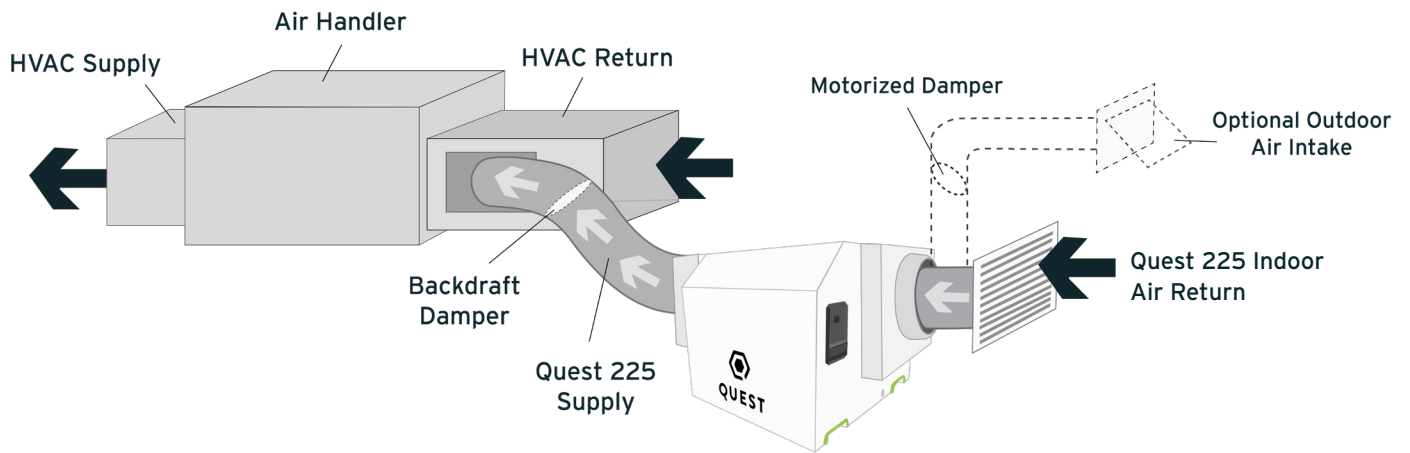 Air Handler
HVAC Supply
HVAC Return
Motorized Damper
Optional Outdoor
Air Intake
Backdraft
Damper
Quest 225 Indoor
Air Return
Quest 225
Supply
QUEST